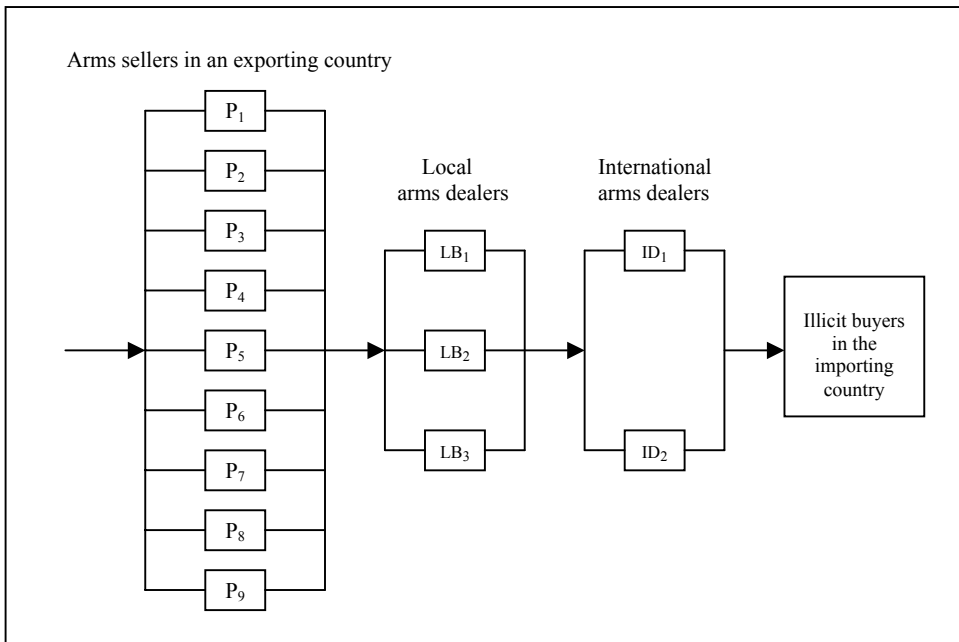 Arms sellers in an exporting country
P1
P2
P3
P4
P5
P6
P7
P8
P9
Local
arms dealers
LB1
LB2
LB3
International
arms dealers
ID1
ID2
Illicit buyers
in the
importing
country